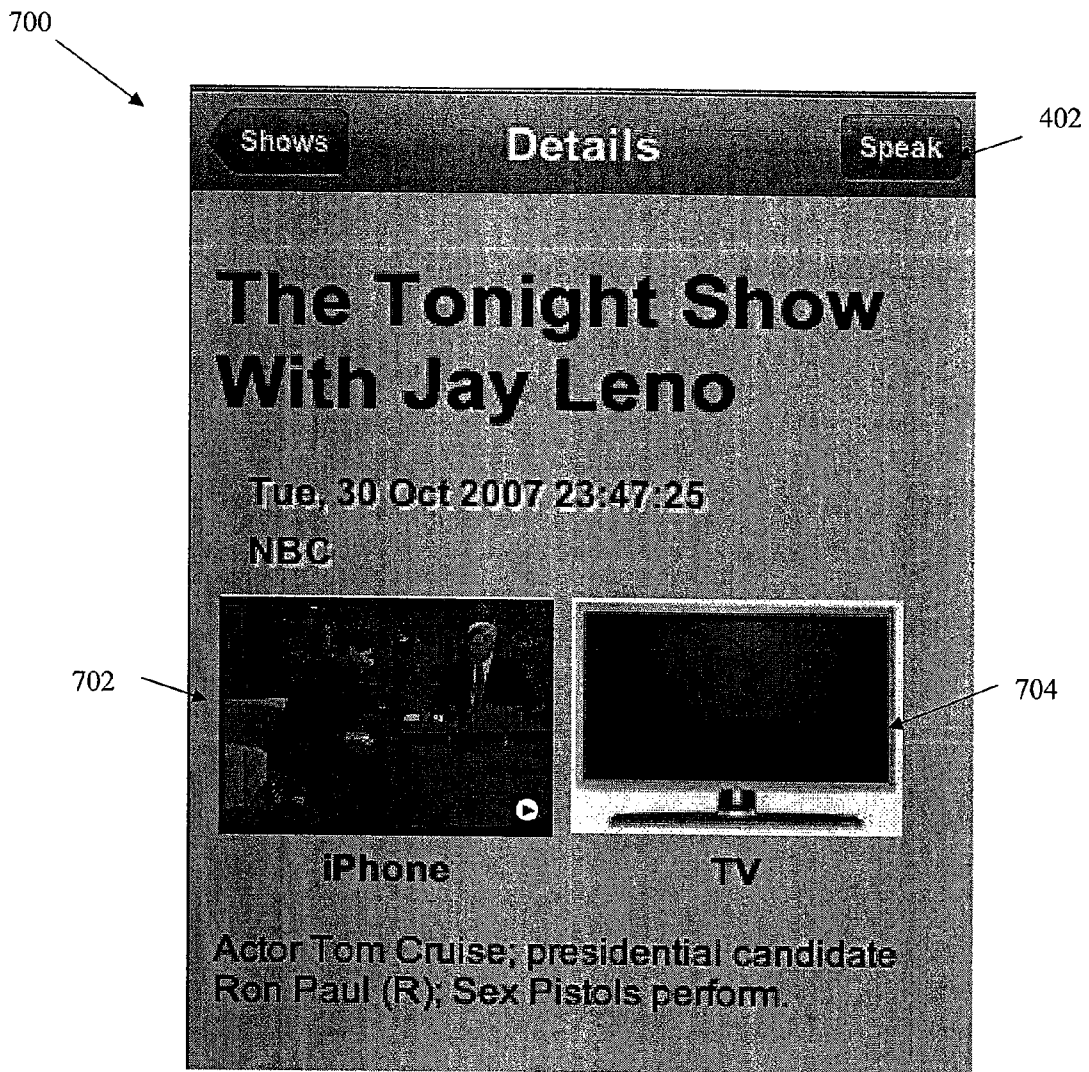 700
Shows
Details
Speak
402
The Tonight Show
With Jay Leno
Tue, 30 Oct 2007 23:47:25
NBC
702
704
iPhone
TV
Actor Tom Cruise; presidential candidate
Ron Paul (R); Sex Pistols perform.